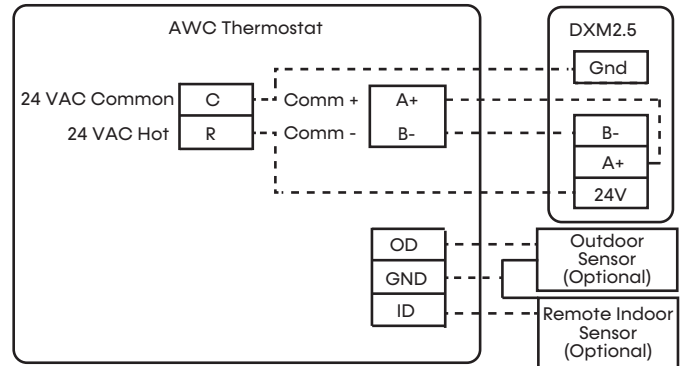 AWC Thermostat
DXM2.5
Gnd
24 VAC Common C Comm + A+
24 VAC Hot R Comm - B-
B-
A+
24V
OD
GND
ID
Outdoor
Sensor
(Optional)
Remote Indoor
Sensor
(Optional)